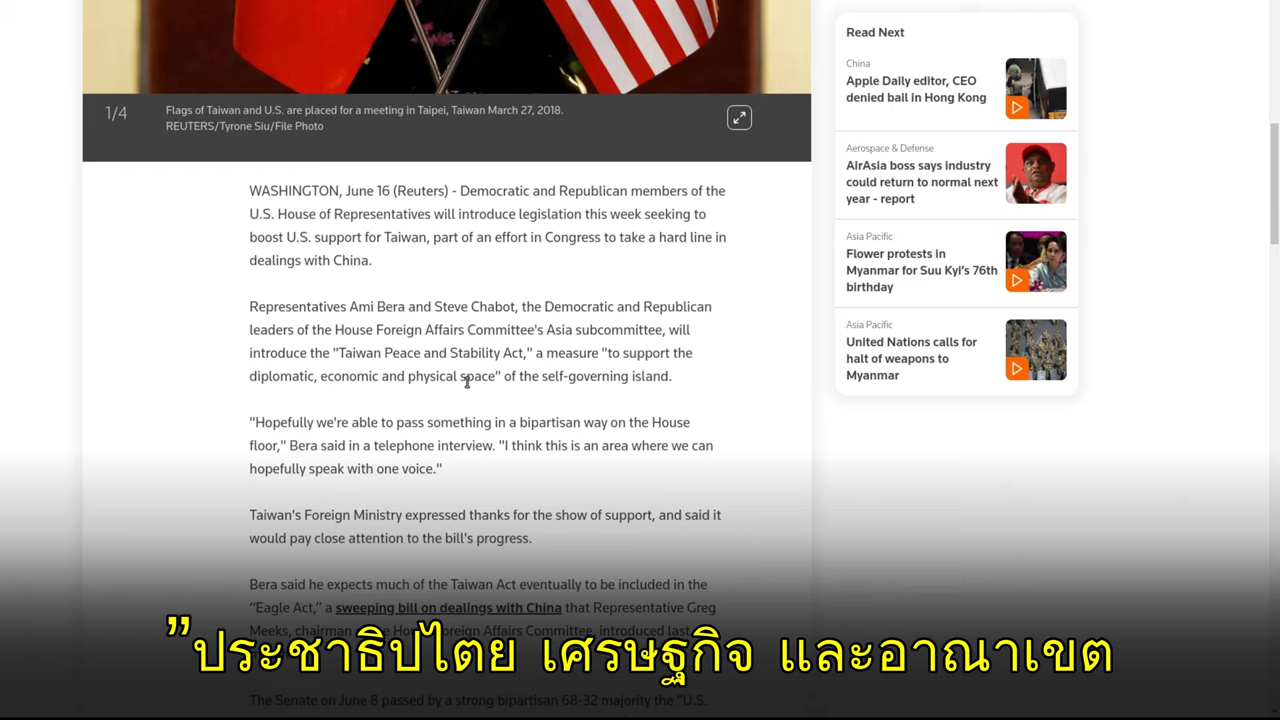 1/4
Flags of Taiwan and U.S. are placed for a meeting in Taipei, Taiwan March 27, 2018.
REUTERS/Tyrone Siu/File Photo
WASHINGTON, June 16 (Reuters) - Democratic and Republican members of the
U.S. House of Representatives will introduce legislation this week seeking to
boost U.S. support for Taiwan, part of an effort in Congress to take a hard line in
dealings with China.
Representatives Ami Bera and Steve Chabot, the Democratic and Republican
leaders of the House Foreign Affairs Committee's Asia subcommittee, will
introduce the "Taiwan Peace and Stability Act," a measure "to support the
diplomatic, economic and physical space" of the self-governing island.
"Hopefully we're able to pass something in a bipartisan way on the House
floor," Bera said in a telephone interview. "I think this is an area where we can
hopefully speak with one voice."
Taiwan's Foreign Ministry expressed thanks for the show of support, and said it
would pay close attention to the bill's progress.
Bera said he expects much of the Taiwan Act eventually to be included in the
“Eagle Act,” a sweeping bill on dealings with China that Representative Greg
Meeks, chairman Foreign Affairs Committee, introduced last
The Senate on June 8 passed by a strong bipartisan 68-32 majority the "U.S.
Read Next
China
Apple Daily editor, CEO
denied bail in Hong Kong
Aerospace & Defense
AirAsia boss says industry
could return to normal next
year - report
Asia Pacific
Flower protests in
Myanmar for Suu Kyi’s 76th
birthday
Asia Pacific
United Nations calls for
halt of weapons to
Myanmar
”ประชาธิปไตย เศรษฐกิจ และอาณาเขต